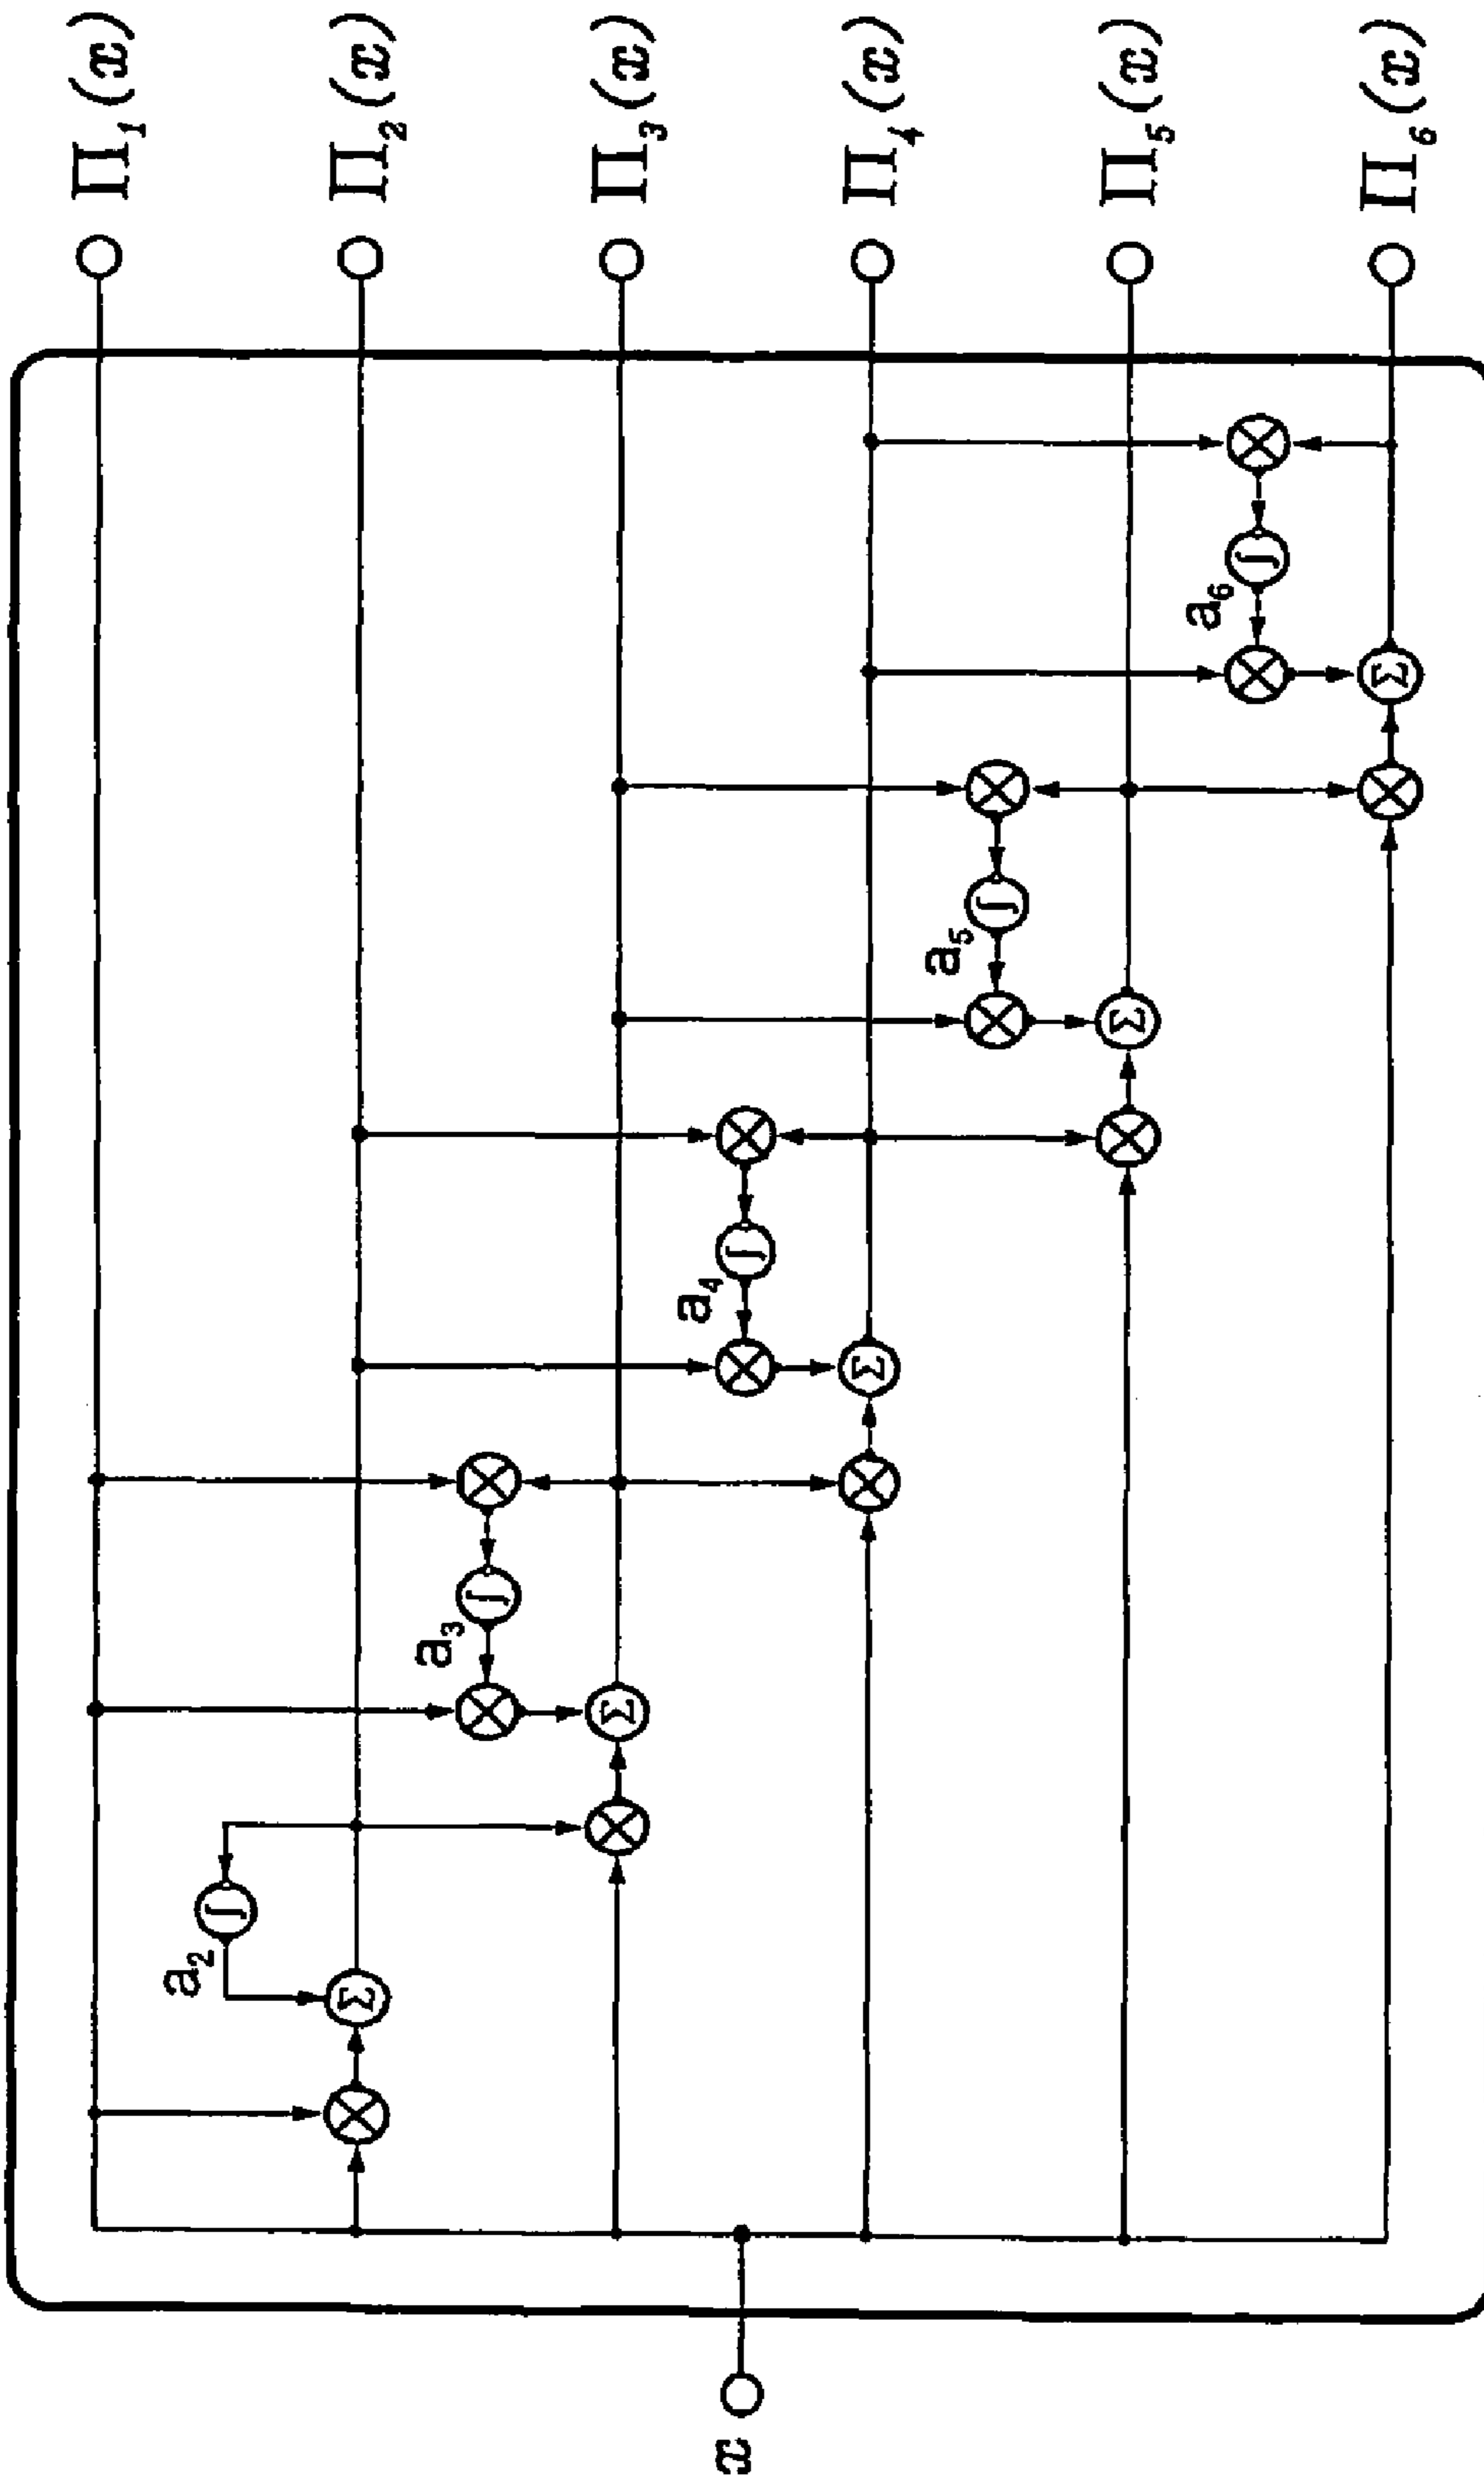 Π₁(x)
Π₂(x)
Π₃(x)
Π₄(x)
Π₅(x)
Π₆(x)
∫
a₆
Σ
∫
a₅
Σ
∫
a₄
Σ
∫
a₃
Σ
∫
a₂
Σ
x